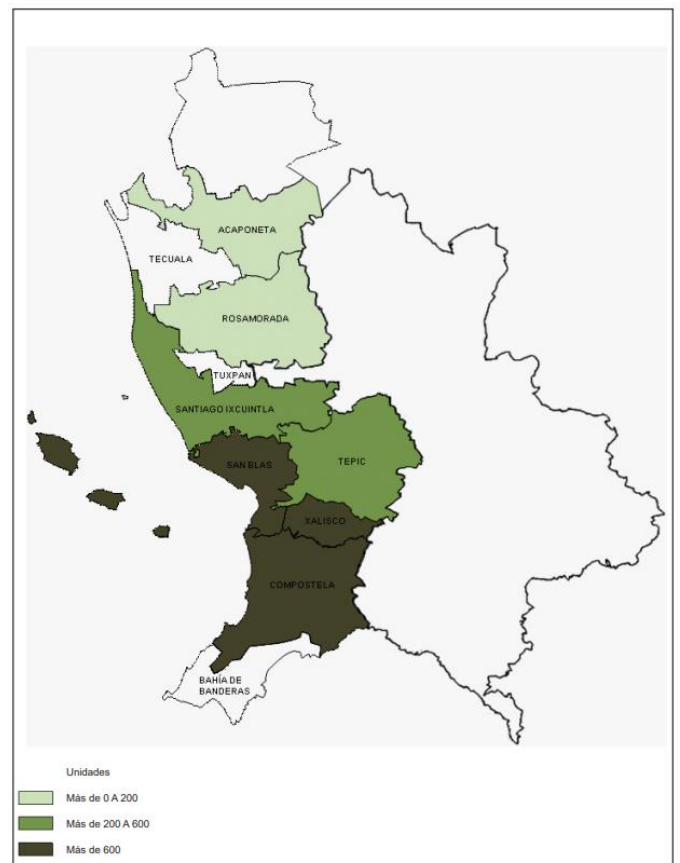 ACAPONETA
TECUALA
ROSAMORADA
TUXPAN
SANTIAGO IXCUINTLA
SAN BLAS
TEPIC
XALISCO
COMPOSTELA
BAHÍA DE
BANDERAS
Unidades
Más de 0 A 200
Más de 200 A 600
Más de 600